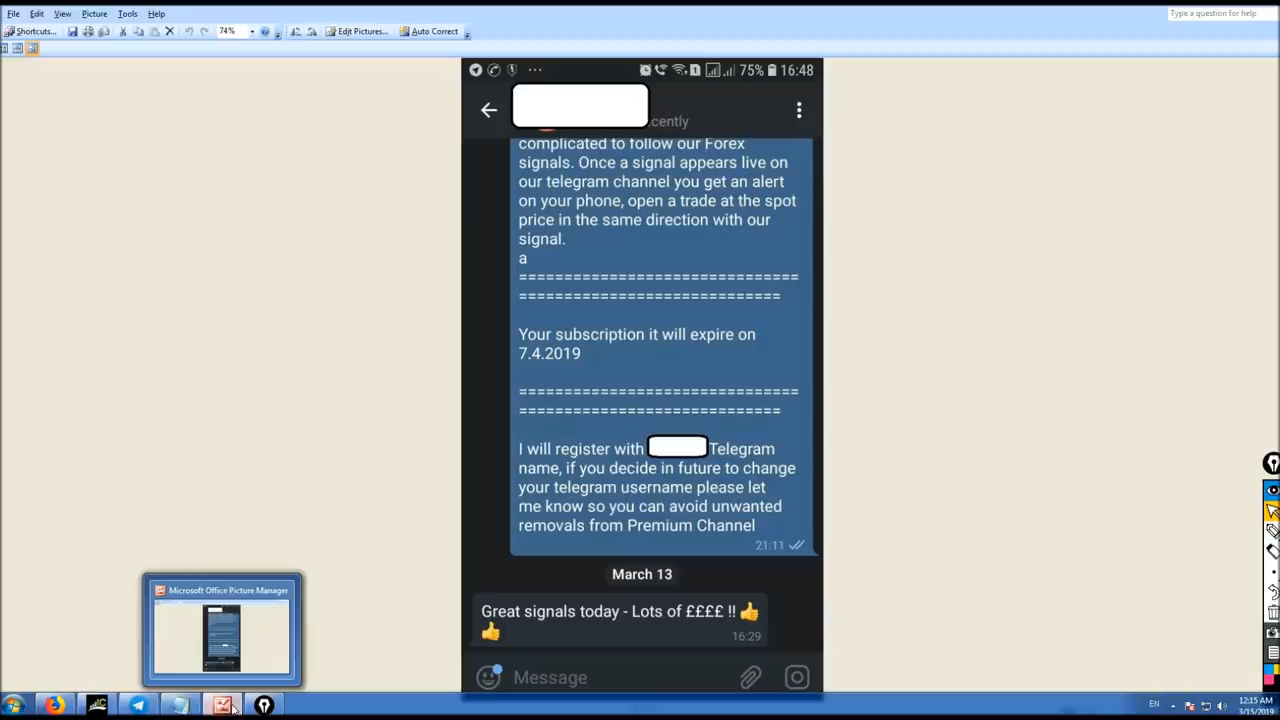 File Edit View Picture Tools Help
Type a question for help
Shortcuts... 74% Edit Pictures... Auto Correct
75% 16:48
ecently
complicated to follow our Forex
signals. Once a signal appears live on
our telegram channel you get an alert
on your phone, open a trade at the spot
price in the same direction with our
signal.
a
===============================
=============================
Your subscription it will expire on
7.4.2019
===============================
=============================
I will register with Telegram
name, if you decide in future to change
your telegram username please let
me know so you can avoid unwanted
removals from Premium Channel
21:11
March 13
Great signals today - Lots of ££££ !! 👍
👍
16:29
Message
Microsoft Office Picture Manager
EN
12:15 AM
3/15/2019